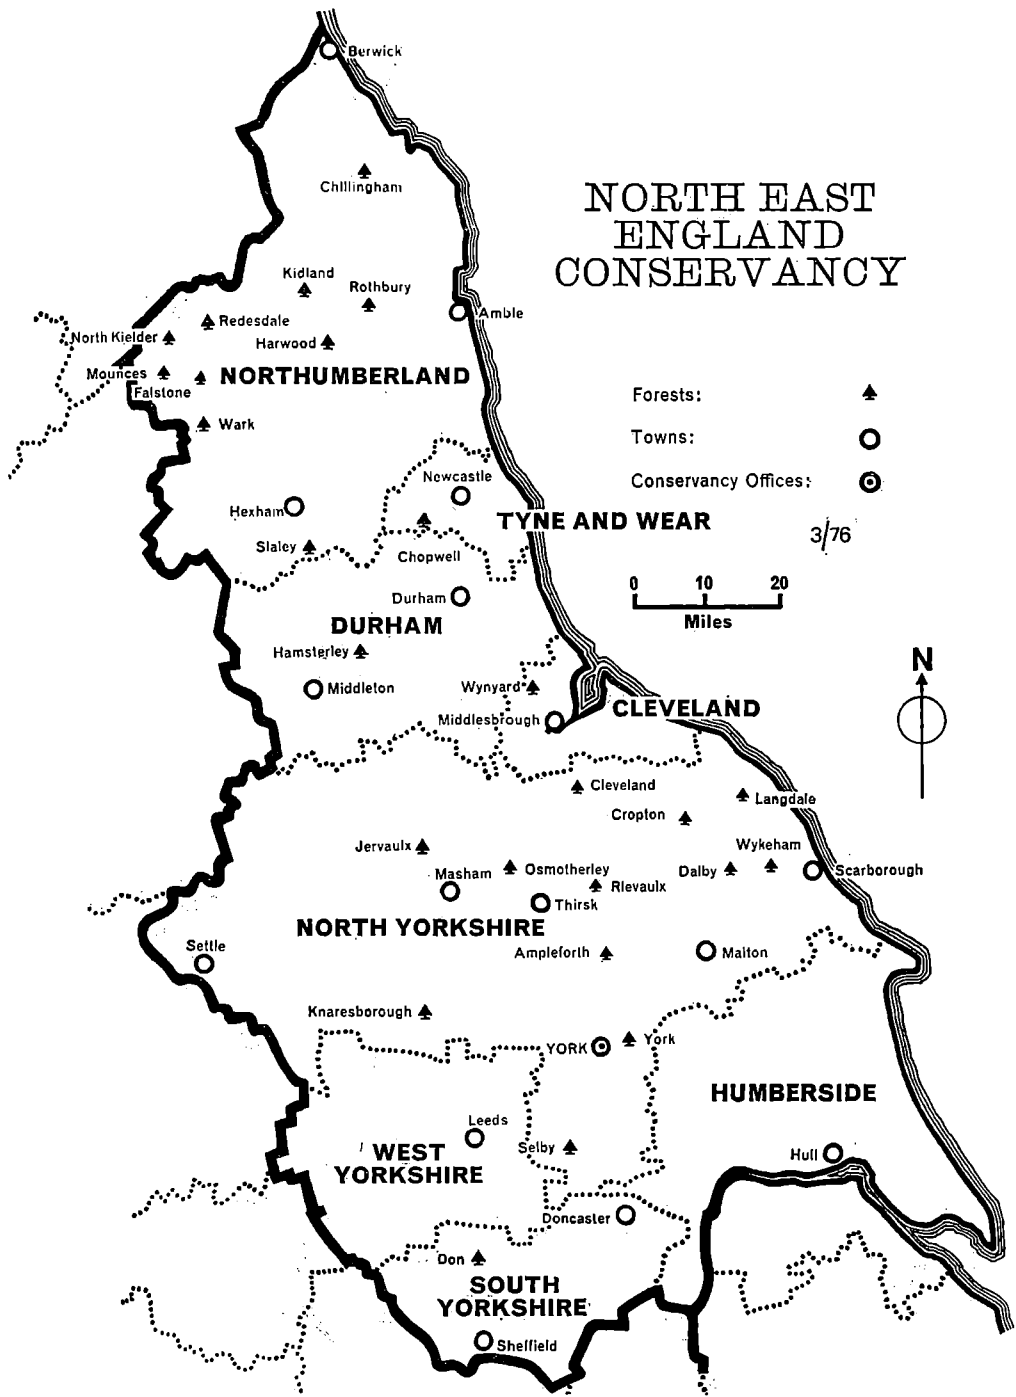 Berwick
Chillingham
NORTH EAST
ENGLAND
CONSERVANCY
Kidland
Rothbury
Amble
Redesdale
North Kielder
Harwood
Mounces
NORTHUMBERLAND
Falstone
Wark
Forests:
Towns:
Conservancy Offices:
3/76
Newcastle
Hexham
TYNE AND WEAR
Slaley
Chopwell
0 10 20
Miles
Durham
DURHAM
Hamsterley
Middleton
Wynyard
N
CLEVELAND
Middlesbrough
Cleveland
Langdale
Cropton
Jervaulx
Wykeham
Masham
Osmotherley
Dalby
Scarborough
Rievaulx
Thirsk
NORTH YORKSHIRE
Settle
Ampleforth
Malton
Knaresborough
YORK
York
HUMBERSIDE
Leeds
WEST
YORKSHIRE
Selby
Hull
Doncaster
Don
SOUTH
YORKSHIRE
Sheffield